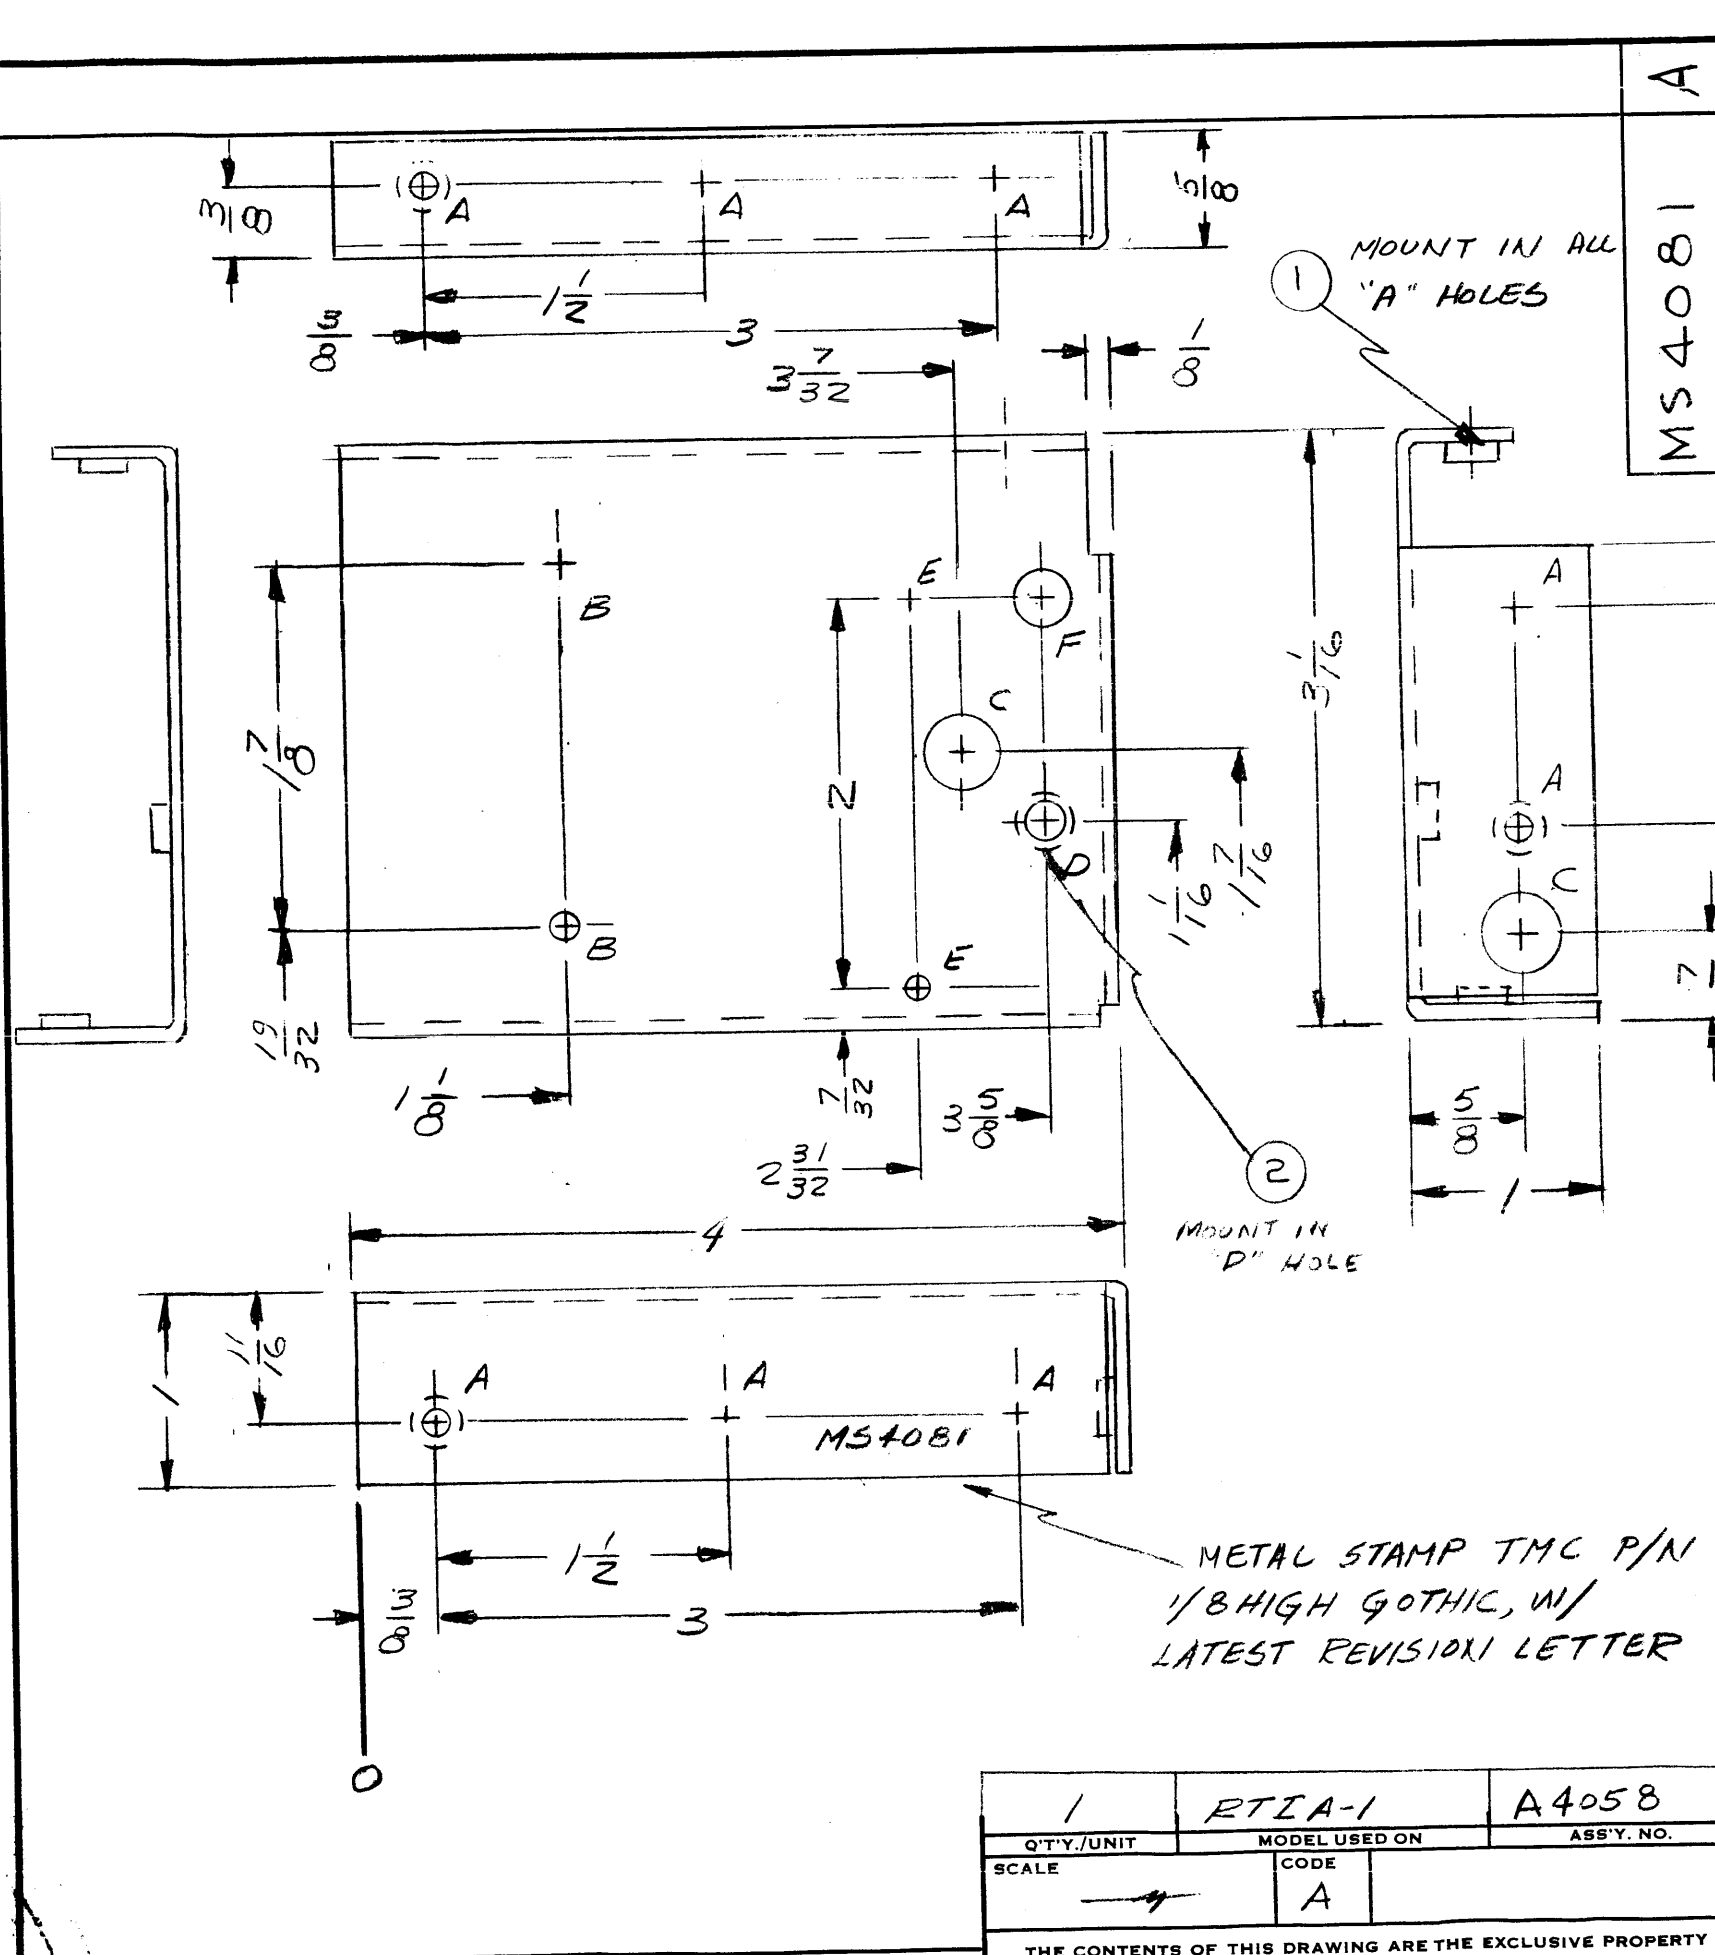 MS4081 A
3/8
A
A
A
5/8
1 1/2
3/8
3
1
MOUNT IN ALL
"A" HOLES
3 7/32
1/8
B
E
F
C
1 7/8
2
3 1/16
A
A
C
1 1/16
1 7/16
B
E
19/32
1 1/8
7/32
3 5/8
2 31/32
5/8
1
7
2
MOUNT IN
"D" HOLE
4
1
11/16
A
A
A
MS4081
1 1/2
3/8
3
METAL STAMP TMC P/N
1/8 HIGH GOTHIC, W/
LATEST REVISION LETTER
0
1 RTIA-1 A4058
Q'T'Y./UNIT MODEL USED ON ASS'Y. NO.
SCALE CODE
A
THE CONTENTS OF THIS DRAWING ARE THE EXCLUSIVE PROPERTY